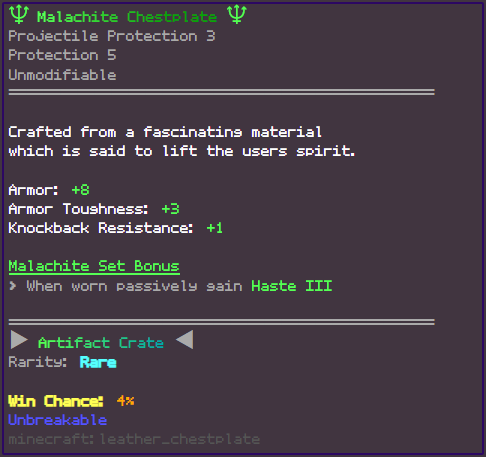 🔱 Malachite Chestplate 🔱
Projectile Protection 3
Protection 5
Unmodifiable
Crafted from a fascinating material
which is said to lift the users spirit.
Armor: +8
Armor Toughness: +3
Knockback Resistance: +1
Malachite Set Bonus
> When worn passively gain Haste III
▶ Artifact Crate ◀
Rarity: Rare
Win Chance: 4%
Unbreakable
minecraft:leather_chestplate